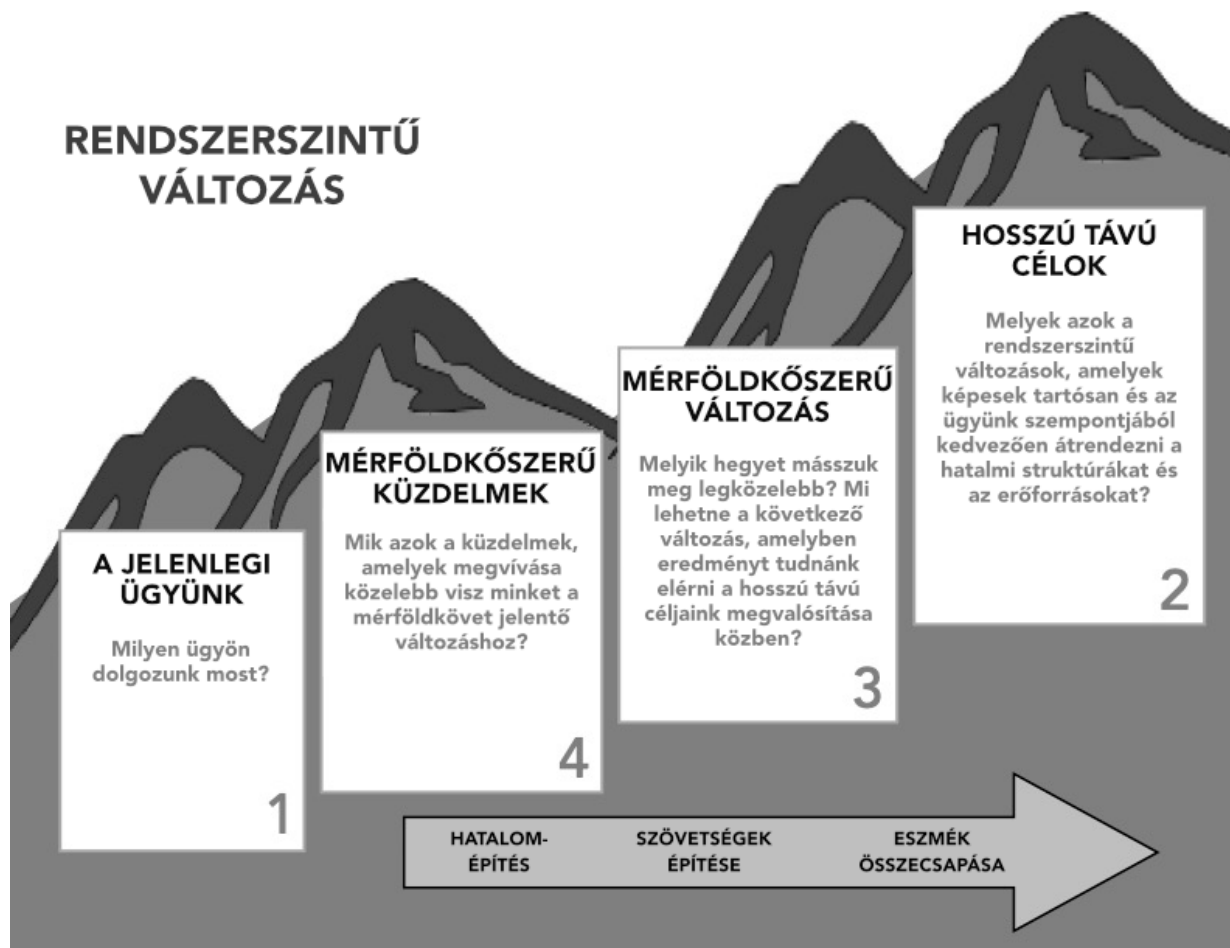 RENDSZERSZINTŰ
VÁLTOZÁS
A JELENLEGI
ÜGYÜNK
Milyen ügyön
dolgozunk most?
1
MÉRFÖLDKŐSZERŰ
KÜZDELMEK
Mik azok a küzdelmek,
amelyek megvívása
közelebb visz minket a
mérföldkövet jelentő
változáshoz?
4
MÉRFÖLDKŐSZERŰ
VÁLTOZÁS
Melyik hegyet másszuk
meg legközelebb? Mi
lehetne a következő
változás, amelyben
eredményt tudnánk
elérni a hosszú távú
céljaink megvalósítása
közben?
3
HOSSZÚ TÁVÚ
CÉLOK
Melyek azok a
rendszerszintű
változások, amelyek
képesek tartósan és az
ügyünk szempontjából
kedvezően átrendezni a
hatalmi struktúrákat és
az erőforrásokat?
2
HATALOM-
ÉPÍTÉS
SZÖVETSÉGEK
ÉPÍTÉSE
ESZMÉK
ÖSSZECSAPÁSA